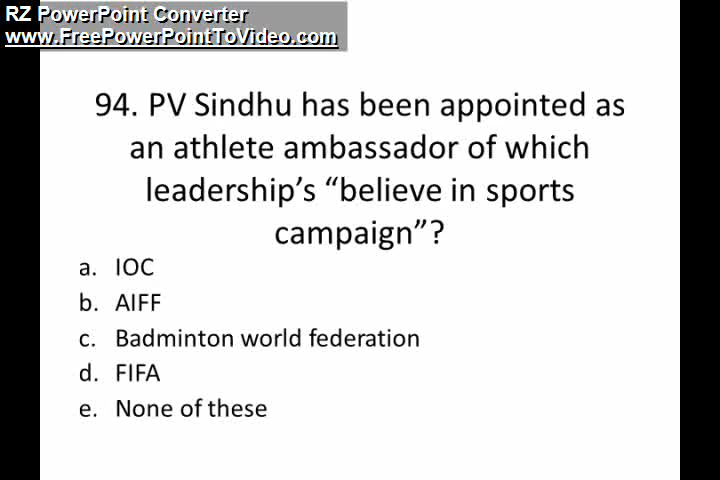 RZ PowerPoint Converter
www.FreePowerPointToVideo.com
94. PV Sindhu has been appointed as
an athlete ambassador of which
leadership’s “believe in sports
campaign”?
a. IOC
b. AIFF
c. Badminton world federation
d. FIFA
e. None of these